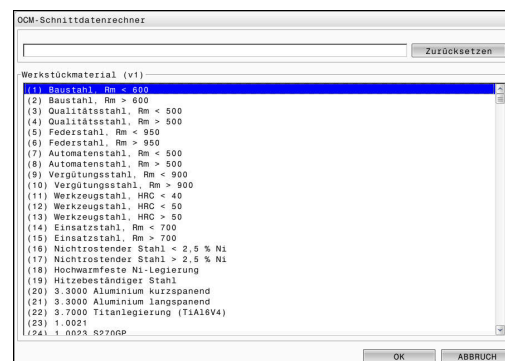 OCM-Schnittdatenrechner
Zurücksetzen
Werkstückmaterial (v1)
(1) Baustahl, Rm < 600
(2) Baustahl, Rm > 600
(3) Qualitätsstahl, Rm < 500
(4) Qualitätsstahl, Rm > 500
(5) Federstahl, Rm < 950
(6) Federstahl, Rm > 950
(7) Automatenstahl, Rm < 500
(8) Automatenstahl, Rm > 500
(9) Vergütungsstahl, Rm < 900
(10) Vergütungsstahl, Rm > 900
(11) Werkzeugstahl, HRC < 40
(12) Werkzeugstahl, HRC < 50
(13) Werkzeugstahl, HRC > 50
(14) Einsatzstahl, Rm < 700
(15) Einsatzstahl, Rm > 700
(16) Nichtrostender Stahl < 2,5 % Ni
(17) Nichtrostender Stahl > 2,5 % Ni
(18) Hochwarmfeste Ni-Legierung
(19) Hitzebeständiger Stahl
(20) 3.3000 Aluminium kurzspanend
(21) 3.3000 Aluminium langspanend
(22) 3.7000 Titanlegierung (TiAl6V4)
(23) 1.0021
(24) 1.0023 S270GP
OK ABBRUCH